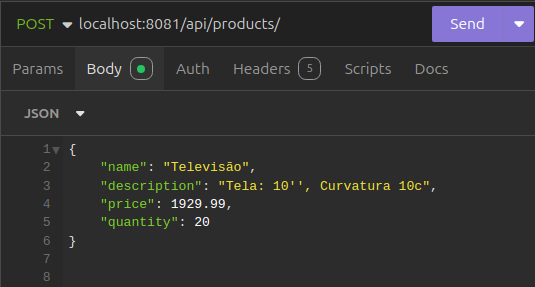 POST localhost:8081/api/products/ Send
Params Body Auth Headers 5 Scripts Docs
JSON
1 {
2 "name": "Televisão",
3 "description": "Tela: 10'', Curvatura 10c",
4 "price": 1929.99,
5 "quantity": 20
6 }
7
8